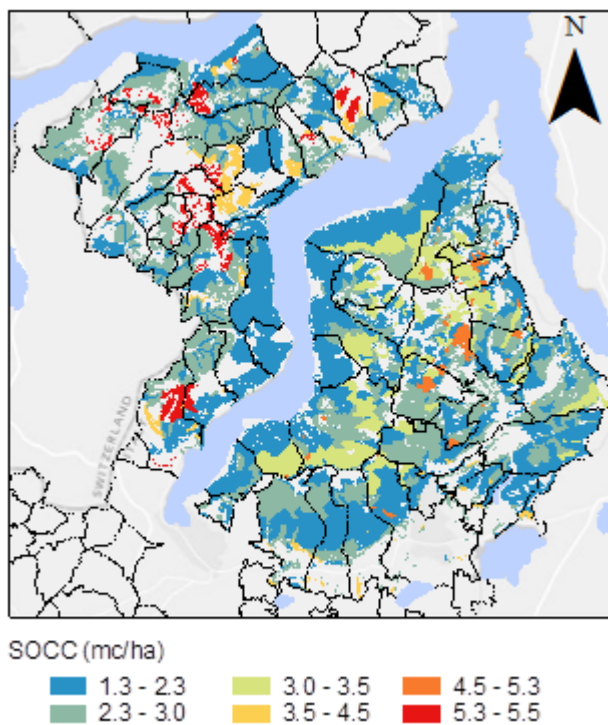 N
SWITZERLAND
SOCC (mc/ha)
1.3 - 2.3 3.0 - 3.5 4.5 - 5.3
2.3 - 3.0 3.5 - 4.5 5.3 - 5.5